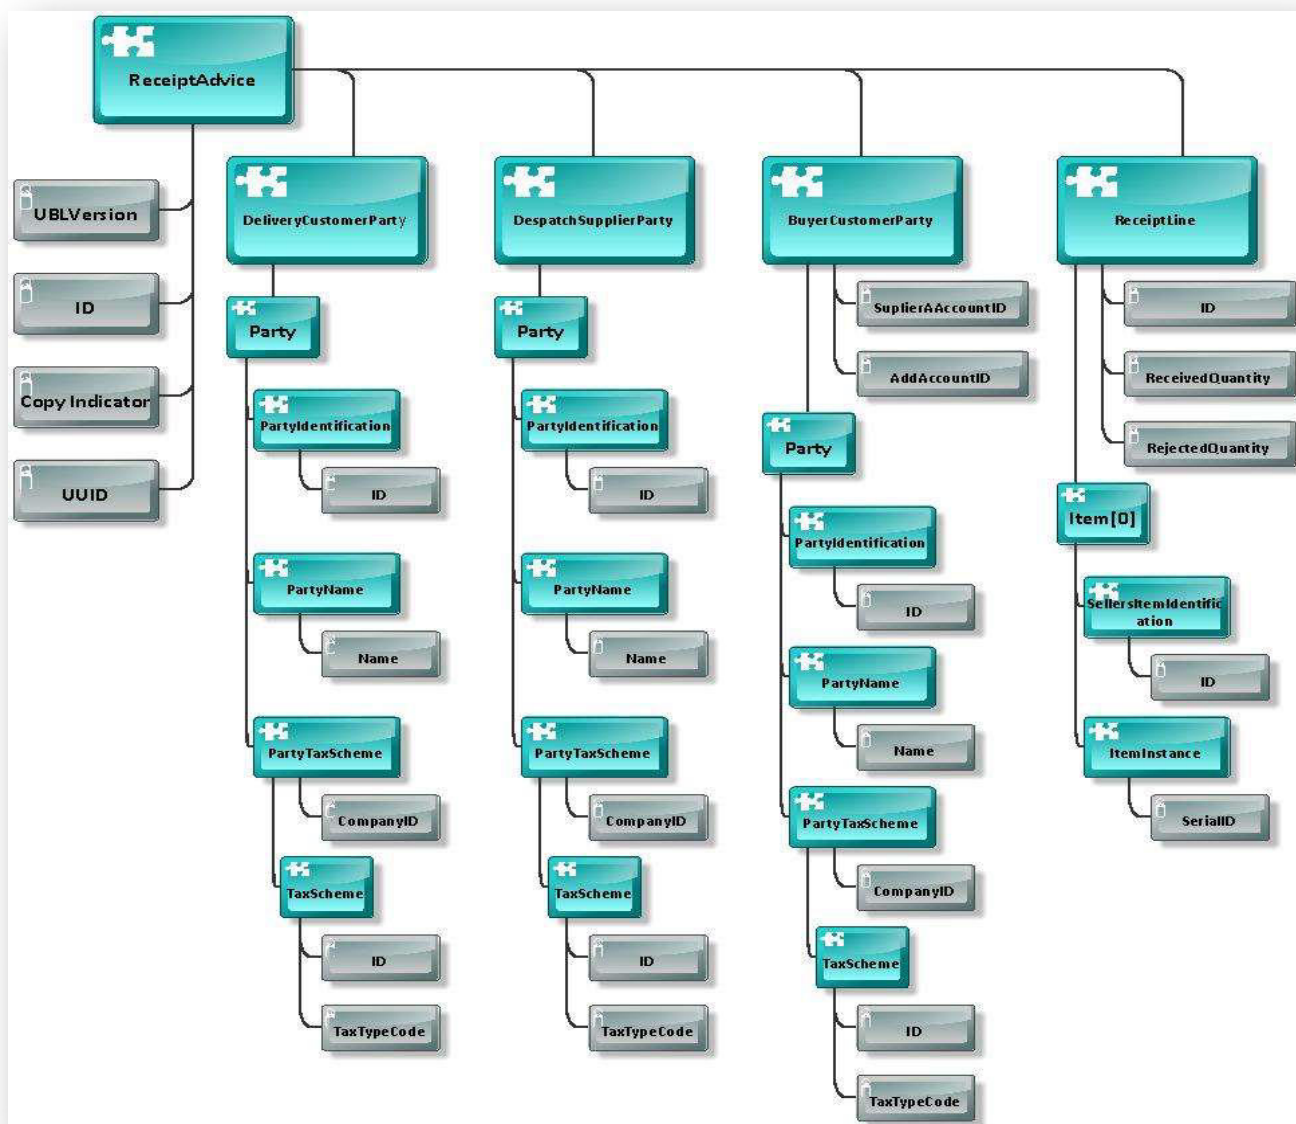 ReceiptAdvice
UBLVersion
ID
Copy Indicator
UUID
DeliveryCustomerParty
Party
PartyIdentification
ID
PartyName
Name
PartyTaxScheme
CompanyID
TaxScheme
ID
TaxTypeCode
DespatchSupplierParty
Party
PartyIdentification
ID
PartyName
Name
PartyTaxScheme
CompanyID
TaxScheme
ID
TaxTypeCode
BuyerCustomerParty
SuplierAAccountID
AddAccountID
Party
PartyIdentification
ID
PartyName
Name
PartyTaxScheme
CompanyID
TaxScheme
ID
TaxTypeCode
ReceiptLine
ID
ReceivedQuantity
RejectedQuantity
Item[0]
SellersItemIdentific
ation
ID
ItemInstance
SerialID